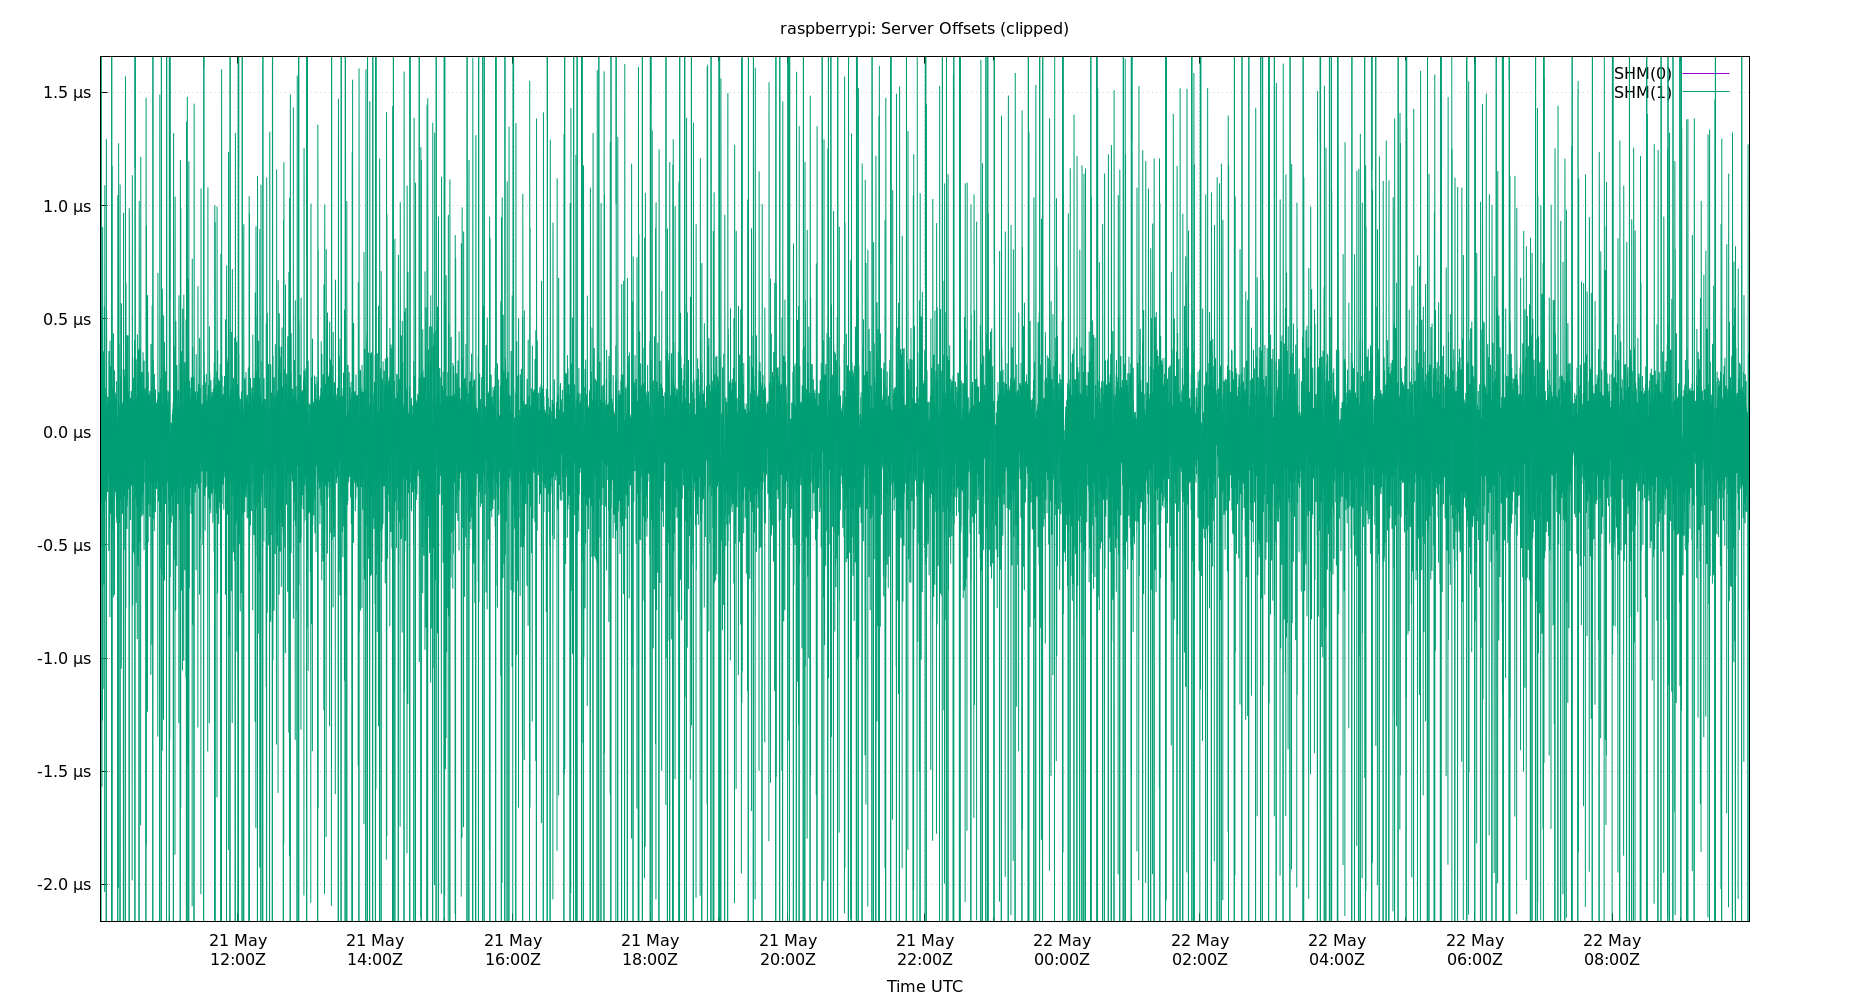 raspberrypi: Server Offsets (clipped)
SHM(0)
SHM(1)
1.5 µs
1.0 µs
0.5 µs
0.0 µs
-0.5 µs
-1.0 µs
-1.5 µs
-2.0 µs
21 May 21 May 21 May 21 May 21 May 21 May 22 May 22 May 22 May 22 May 22 May
12:00Z 14:00Z 16:00Z 18:00Z 20:00Z 22:00Z 00:00Z 02:00Z 04:00Z 06:00Z 08:00Z
Time UTC